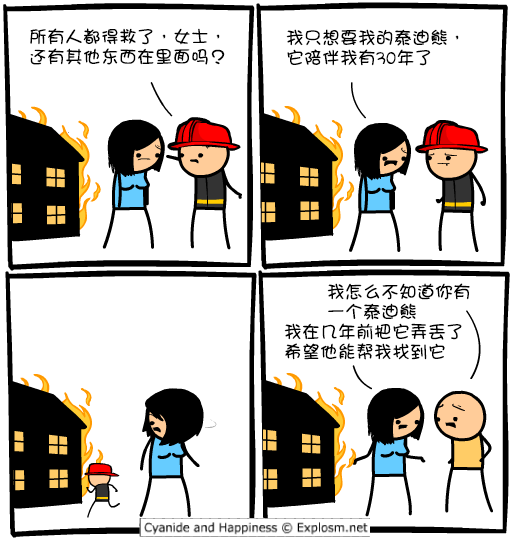 所有人都得救了，女士，
还有其他东西在里面吗？
我只想要我的泰迪熊，
它陪伴我有30年了
我怎么不知道你有
一个泰迪熊
我在几年前把它弄丢了
希望他能帮我找到它
Cyanide and Happiness © Explosm.net